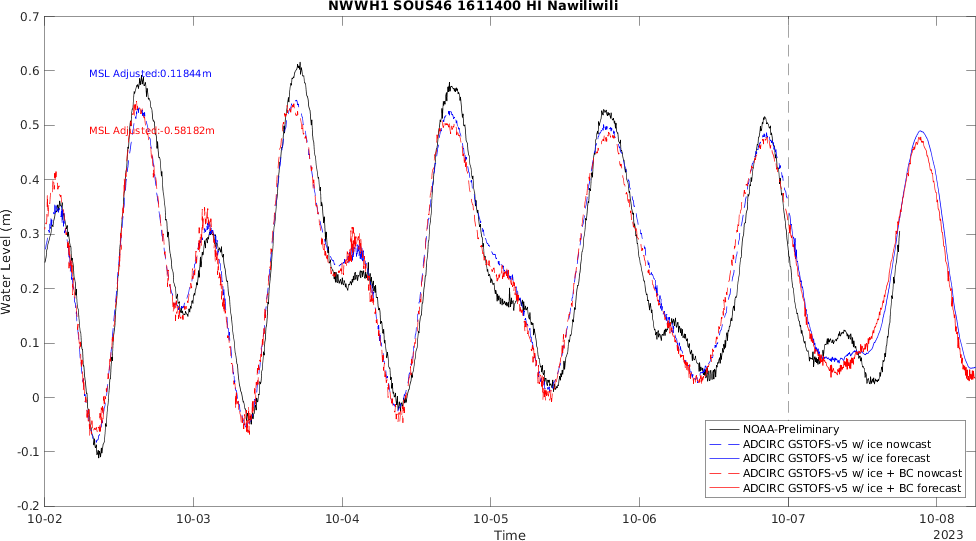 NWWH1 SOUS46 1611400 HI Nawiliwili
0.7
0.6
0.5
0.4
0.3
0.2
0.1
0
-0.1
-0.2
Water Level (m)
MSL Adjusted:0.11844m
MSL Adjusted:-0.58182m
NOAA-Preliminary
ADCIRC GSTOFS-v5 w/ ice nowcast
ADCIRC GSTOFS-v5 w/ ice forecast
ADCIRC GSTOFS-v5 w/ ice + BC nowcast
ADCIRC GSTOFS-v5 w/ ice + BC forecast
10-02 10-03 10-04 10-05 10-06 10-07 10-08
Time
2023